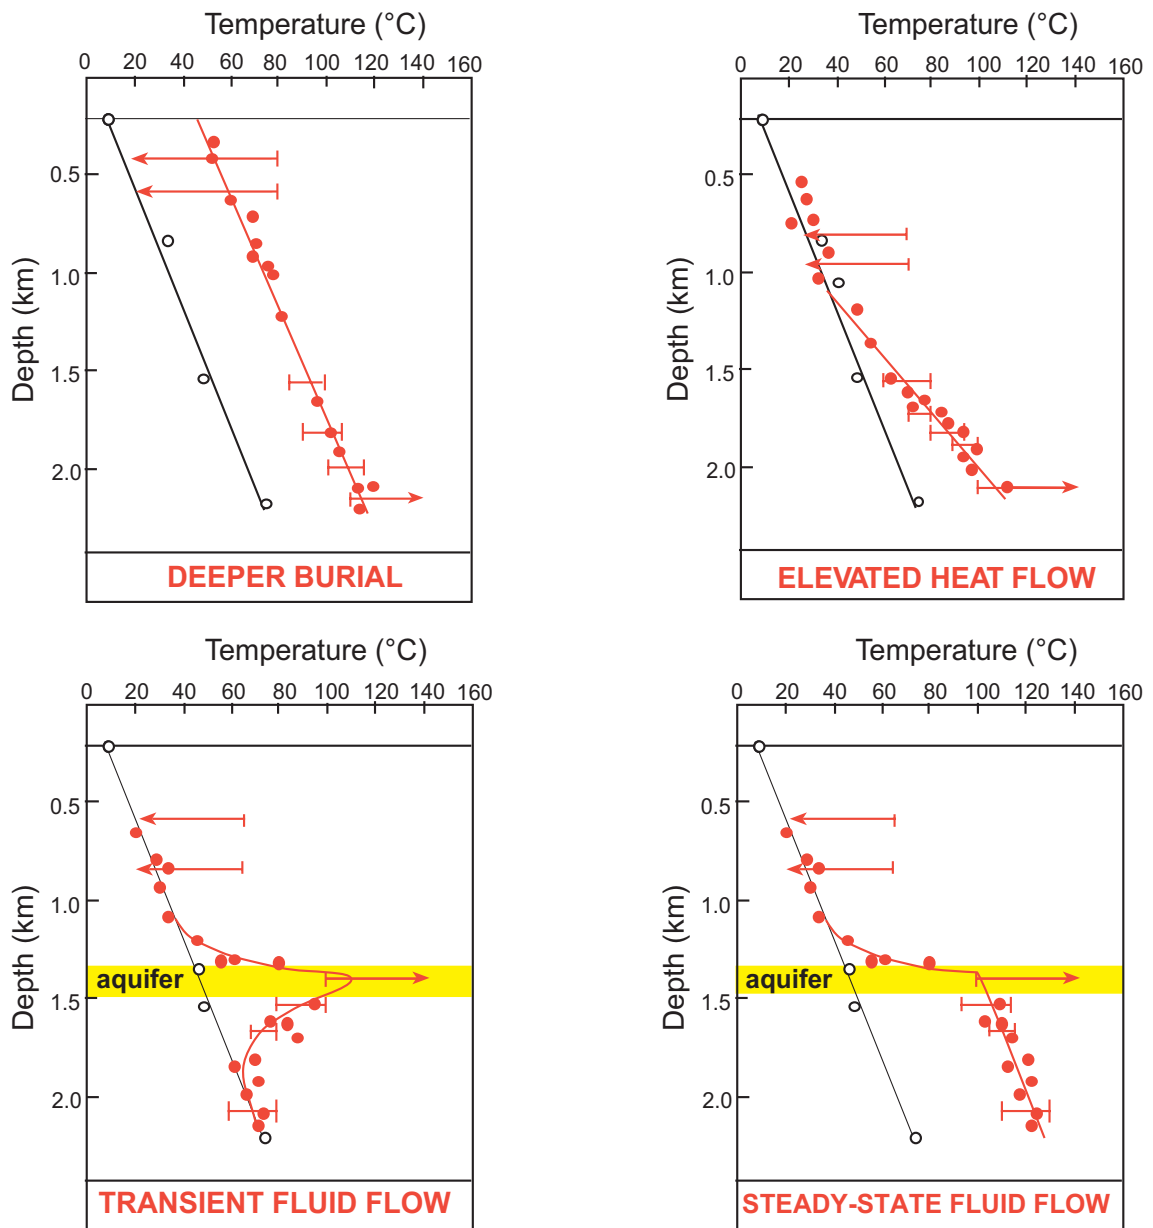 Temperature (°C)
0 20 40 60 80 100 120 140 160
Depth (km)
0.5
1.0
1.5
2.0
DEEPER BURIAL
Temperature (°C)
0 20 40 60 80 100 120 140 160
Depth (km)
0.5
1.0
1.5
2.0
ELEVATED HEAT FLOW
Temperature (°C)
0 20 40 60 80 100 120 140 160
Depth (km)
0.5
1.0
aquifer
1.5
2.0
TRANSIENT FLUID FLOW
Temperature (°C)
0 20 40 60 80 100 120 140 160
Depth (km)
0.5
1.0
aquifer
1.5
2.0
STEADY-STATE FLUID FLOW